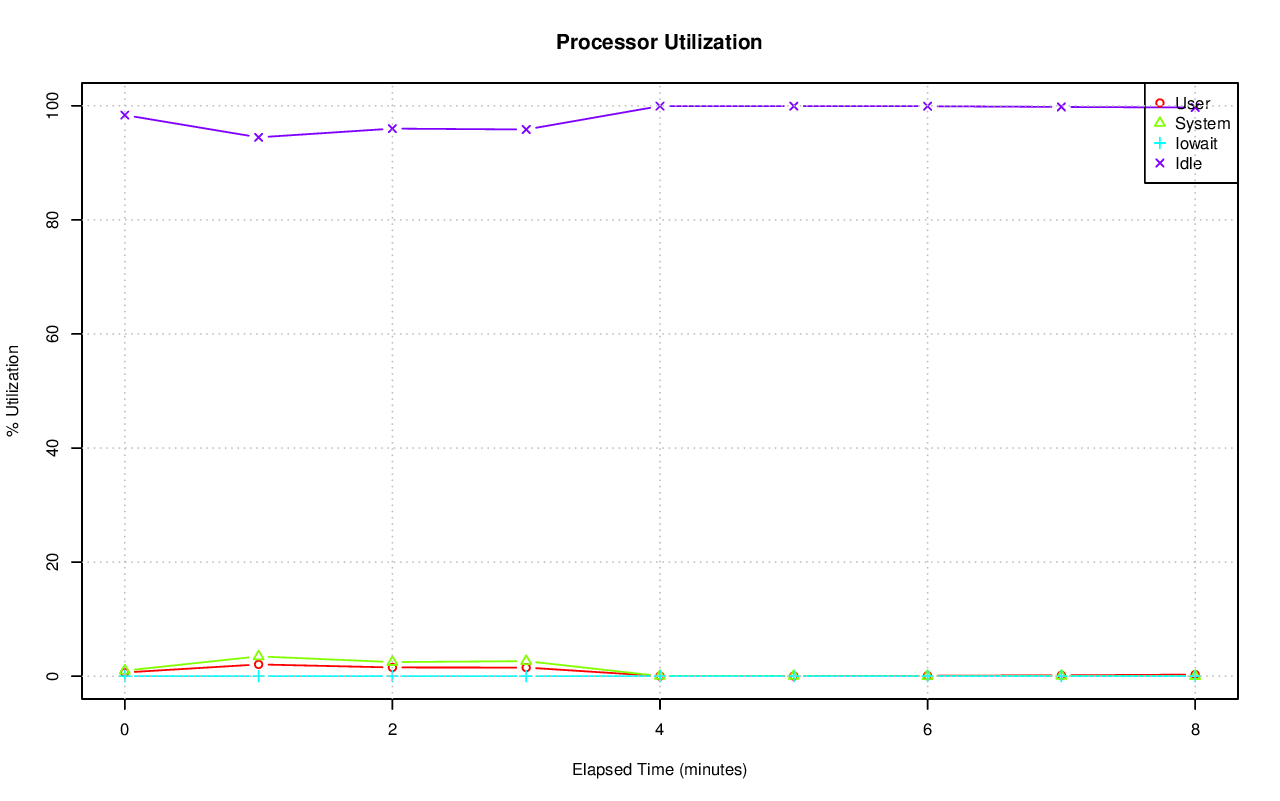 Processor Utilization
% Utilization
100
80
60
40
20
0
User
System
Iowait
Idle
0 2 4 6 8
Elapsed Time (minutes)